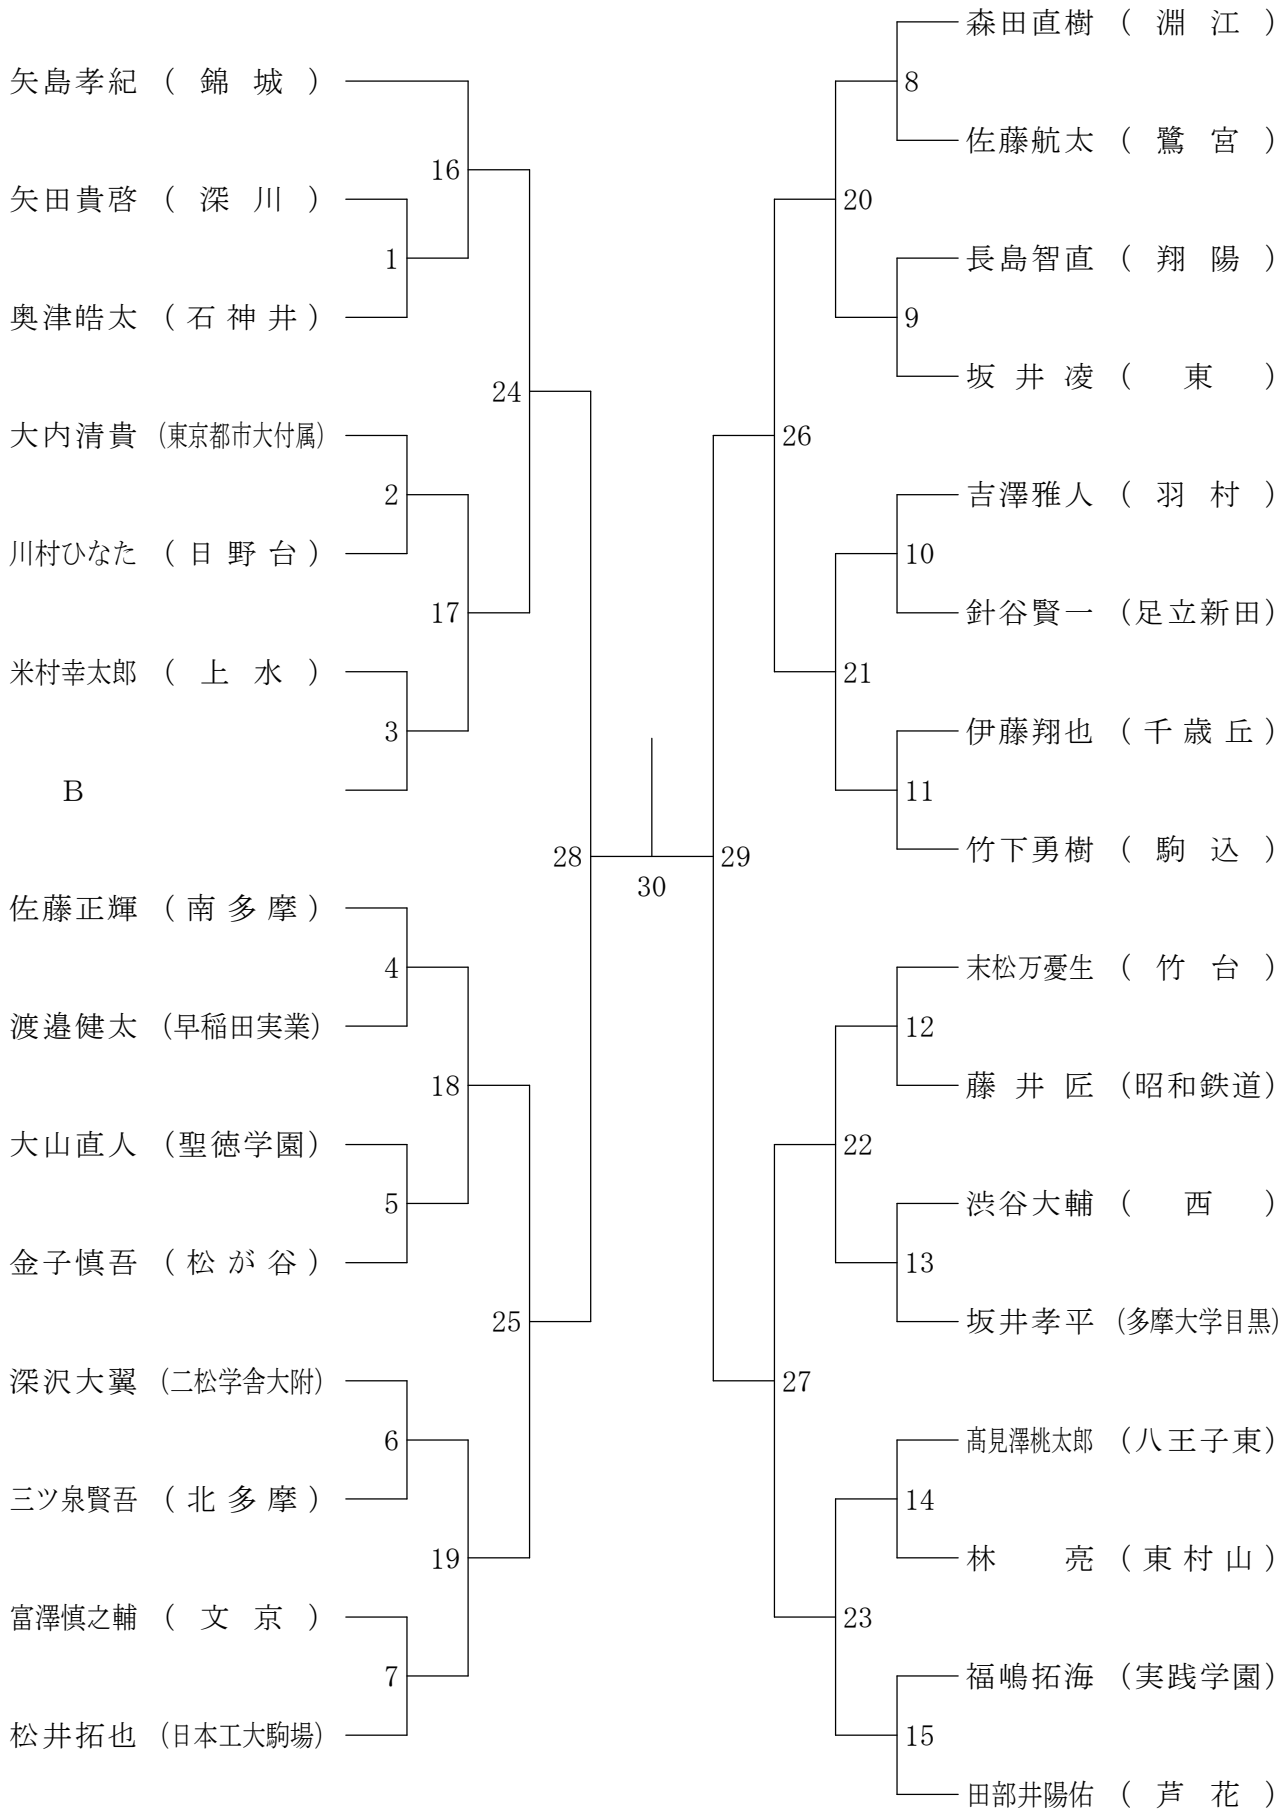 矢島孝紀 (錦城)
16
矢田貴啓 (深川)
1
奥津皓太 (石神井)
24
大内清貴 (東京都市大付属)
2
川村ひなた (日野台)
17
米村幸太郎 (上水)
3
B
28
佐藤正輝 (南多摩)
4
渡邉健太 (早稲田実業)
18
大山直人 (聖徳学園)
5
金子慎吾 (松が谷)
25
深沢大翼 (二松学舎大附)
6
三ツ泉賢吾 (北多摩)
19
富澤慎之輔 (文京)
7
松井拓也 (日本工大駒場)
30
森田直樹 (淵江)
8
佐藤航太 (鷺宮)
20
長島智直 (翔陽)
9
坂井凌 (東)
26
吉澤雅人 (羽村)
10
針谷賢一 (足立新田)
21
伊藤翔也 (千歳丘)
11
竹下勇樹 (駒込)
29
末松万憂生 (竹台)
12
藤井匠 (昭和鉄道)
22
渋谷大輔 (西)
13
坂井孝平 (多摩大学目黒)
27
髙見澤桃太郎 (八王子東)
14
林亮 (東村山)
23
福嶋拓海 (実践学園)
15
田部井陽佑 (芦花)